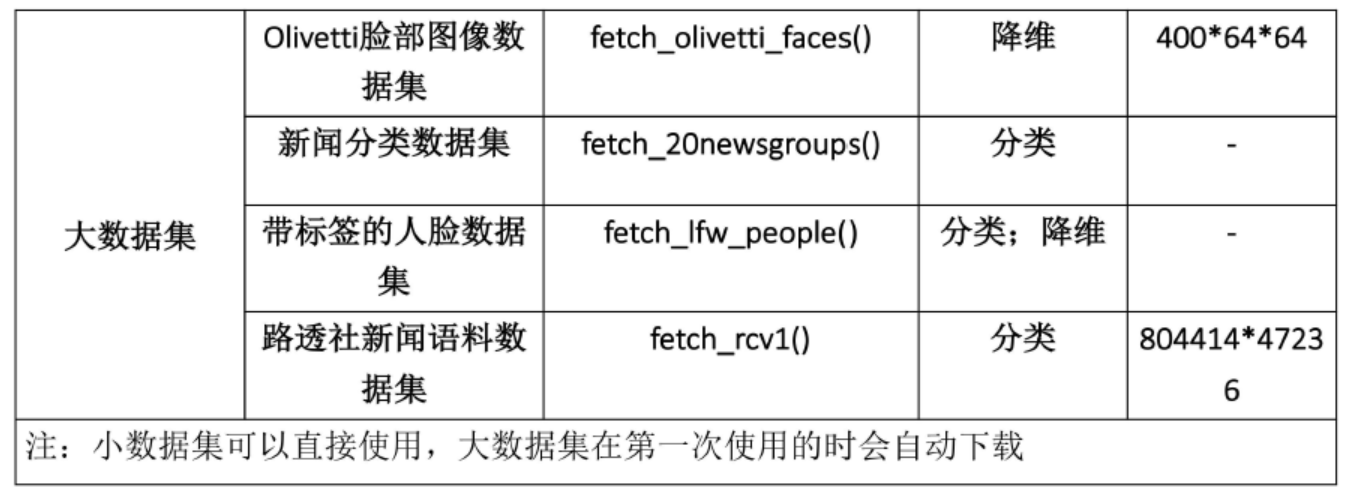 Olivetti脸部图像数 fetch_olivetti_faces() 降维 400*64*64
据集
新闻分类数据集 fetch_20newsgroups() 分类 -
大数据集
带标签的人脸数据 fetch_lfw_people() 分类；降维 -
集
路透社新闻语料数 fetch_rcv1() 分类 804414*4723
据集 6
注：小数据集可以直接使用，大数据集在第一次使用的时会自动下载